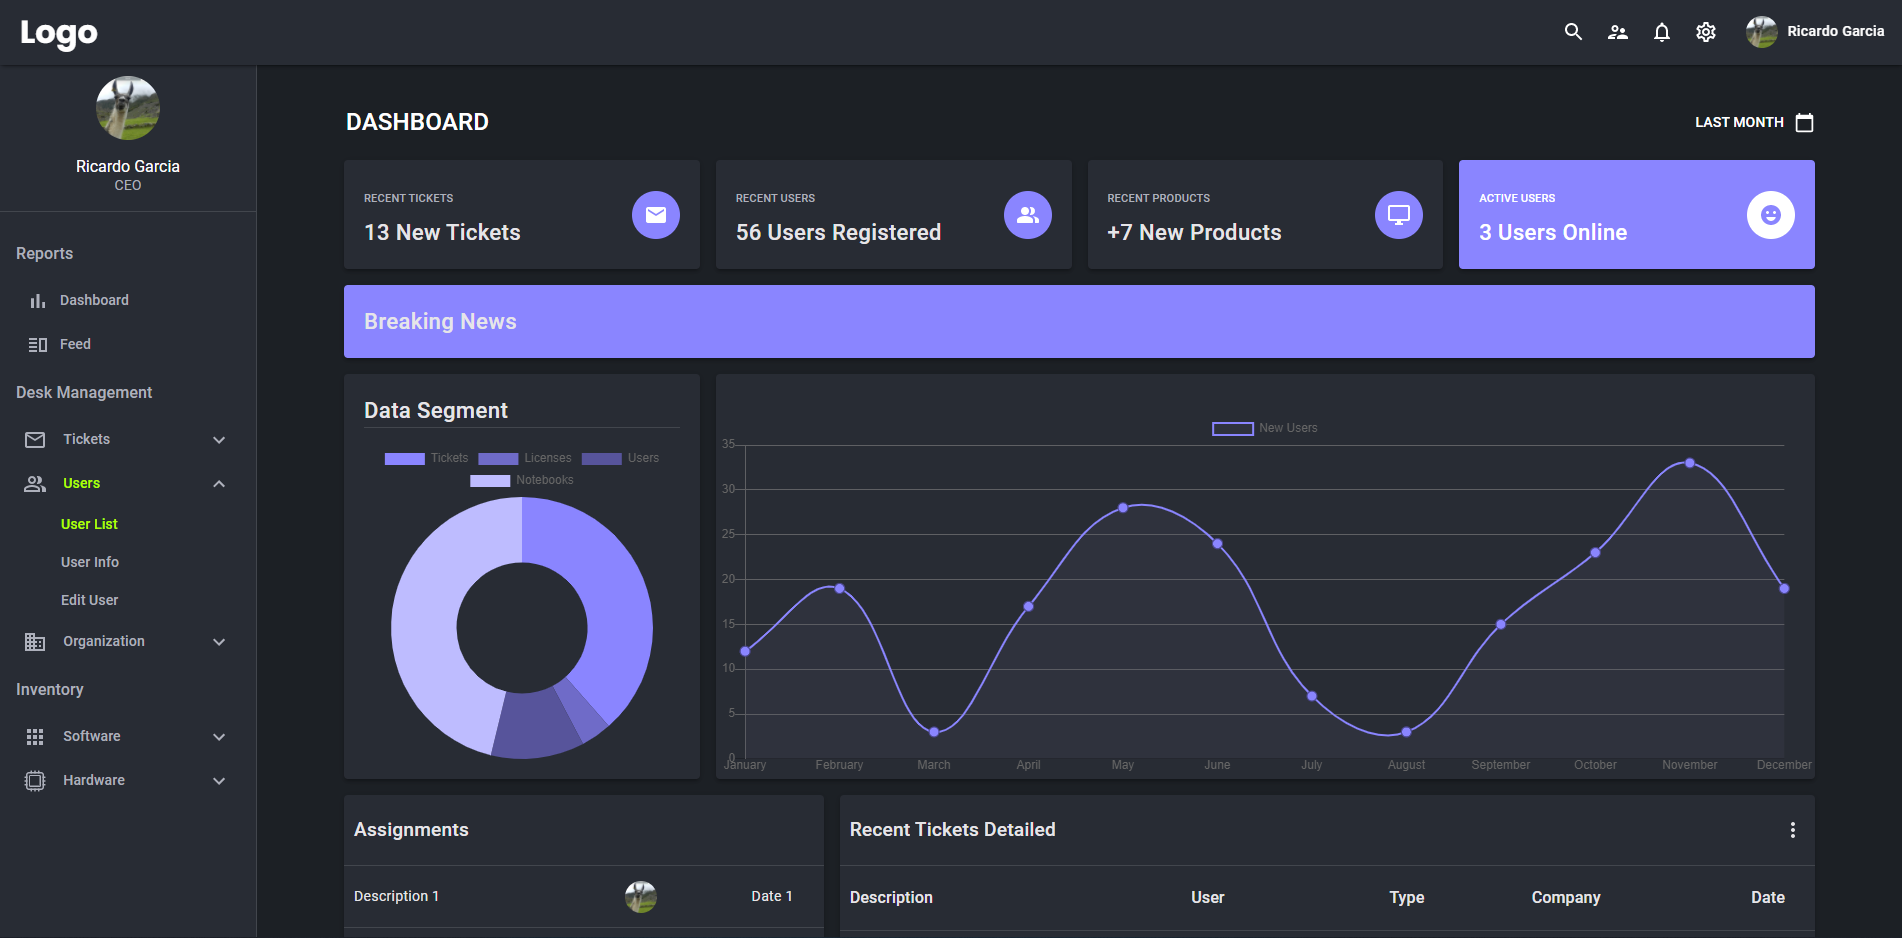 Logo
Ricardo Garcia
Ricardo Garcia
CEO
Reports
Dashboard
Feed
Desk Management
Tickets
Users
User List
User Info
Edit User
Organization
Inventory
Software
Hardware
DASHBOARD
LAST MONTH
RECENT TICKETS
13 New Tickets
RECENT USERS
56 Users Registered
RECENT PRODUCTS
+7 New Products
ACTIVE USERS
3 Users Online
Breaking News
Data Segment
Tickets Licenses Users
Notebooks
New Users
35
30
25
20
15
10
5
0
January February March April May June July August September October November December
Assignments
Description 1 Date 1
Recent Tickets Detailed
Description User Type Company Date